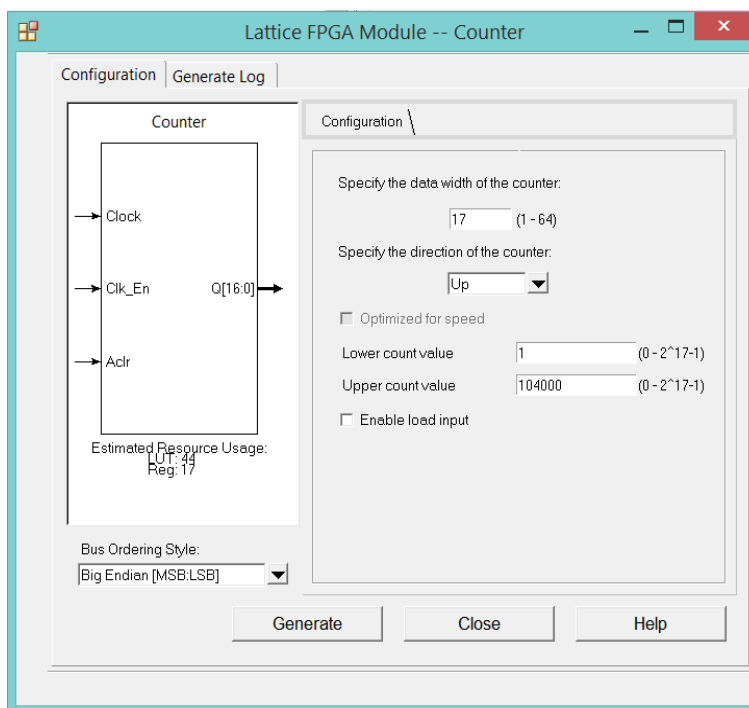 Lattice FPGA Module -- Counter
Configuration
Generate Log
Counter
Clock
Clk_En
Q[16:0]
Aclr
Estimated Resource Usage:
LUT: 44
Reg: 17
Bus Ordering Style:
Big Endian [MSB:LSB]
Configuration
Specify the data width of the counter:
17 (1 - 64)
Specify the direction of the counter:
Up
Optimized for speed
Lower count value 1 (0 - 2^17-1)
Upper count value 104000 (0 - 2^17-1)
Enable load input
Generate
Close
Help